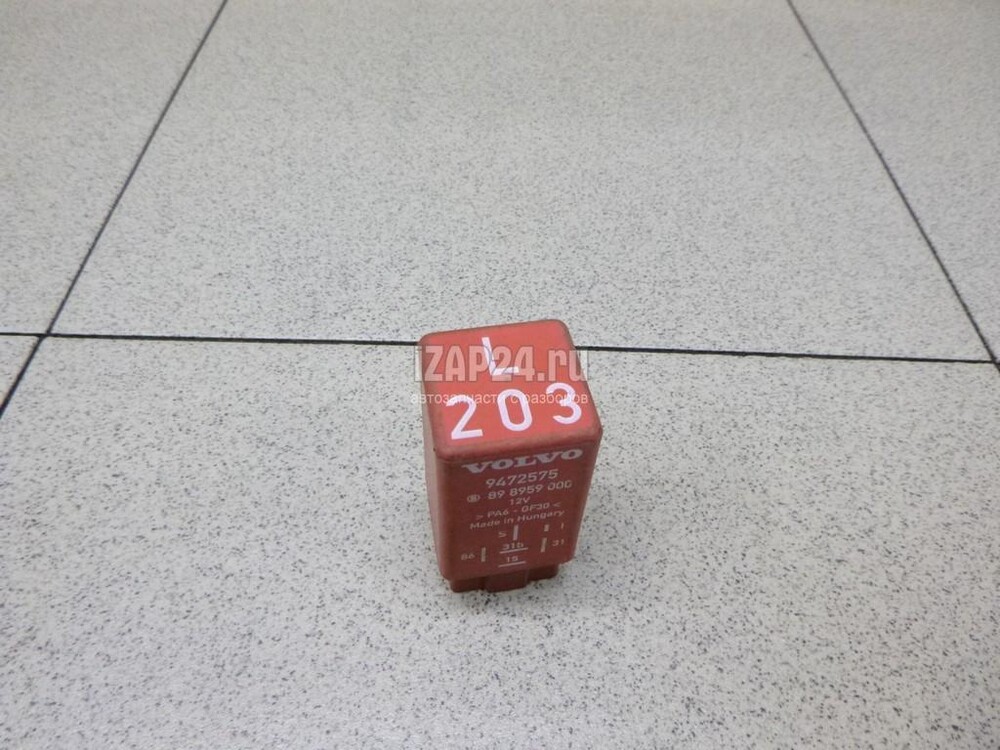 L
iZAP24.ru
автозапчасти с разборов
203
VOLVO
9472575
89 8959 000
12V
> PA6 - GF30 <
Made in Hungary
S I
86 31b 31
15